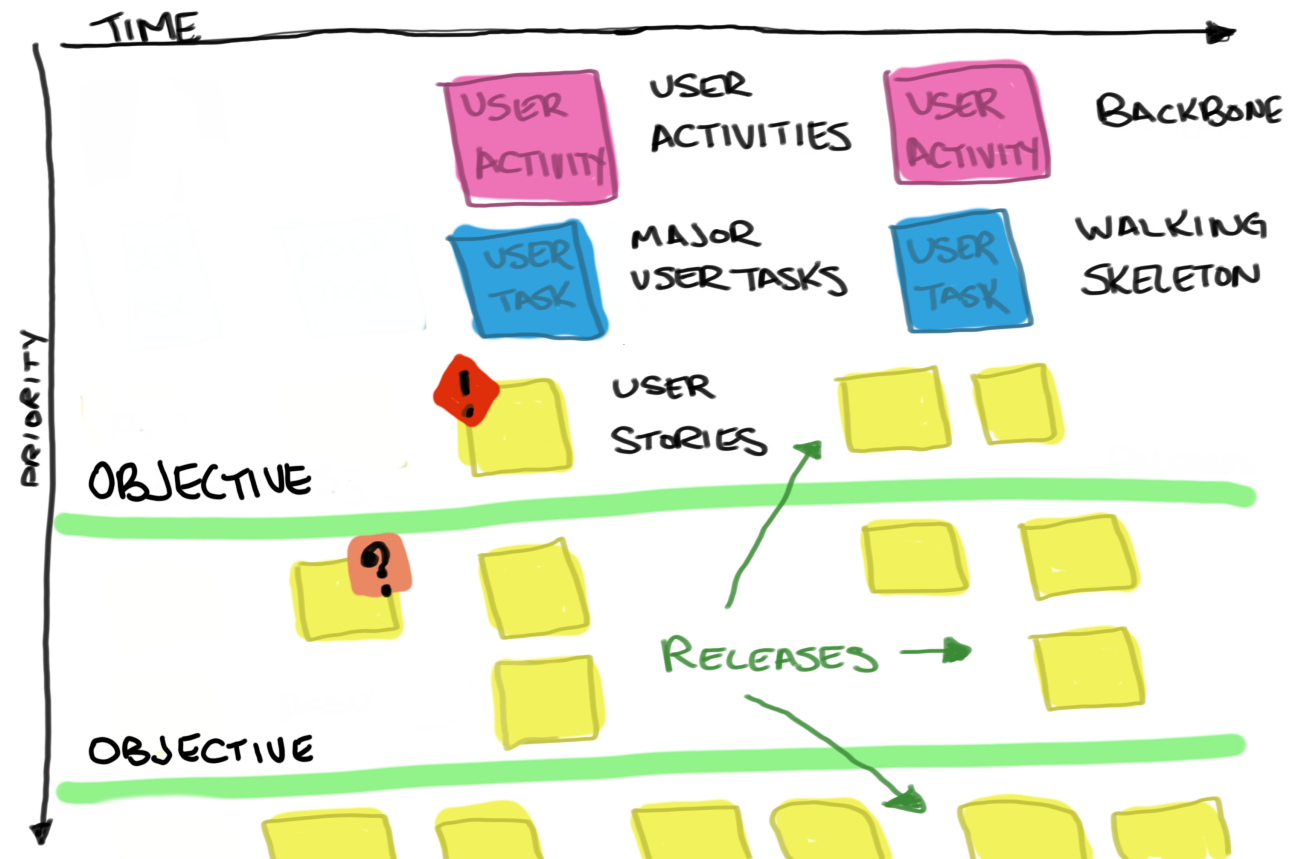 TIME
USER
ACTIVITY
USER
ACTIVITIES
USER
ACTIVITY
BACKBONE
USER
TASK
MAJOR
USER TASKS
USER
TASK
WALKING
SKELETON
PRIORITY
!
USER
STORIES
OBJECTIVE
?
RELEASES
OBJECTIVE